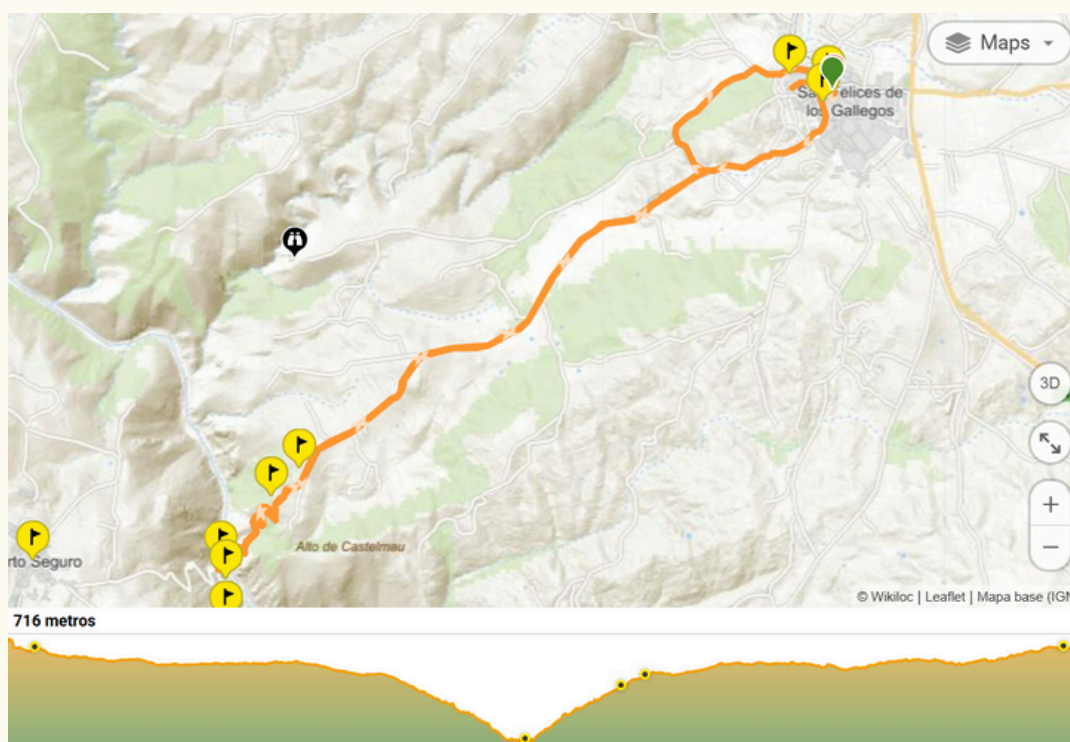 Maps
San Felices de
los Gallegos
3D
rto Seguro
Alto de Castelmau
+
−
© Wikiloc | Leaflet | Mapa base (IGN
716 metros